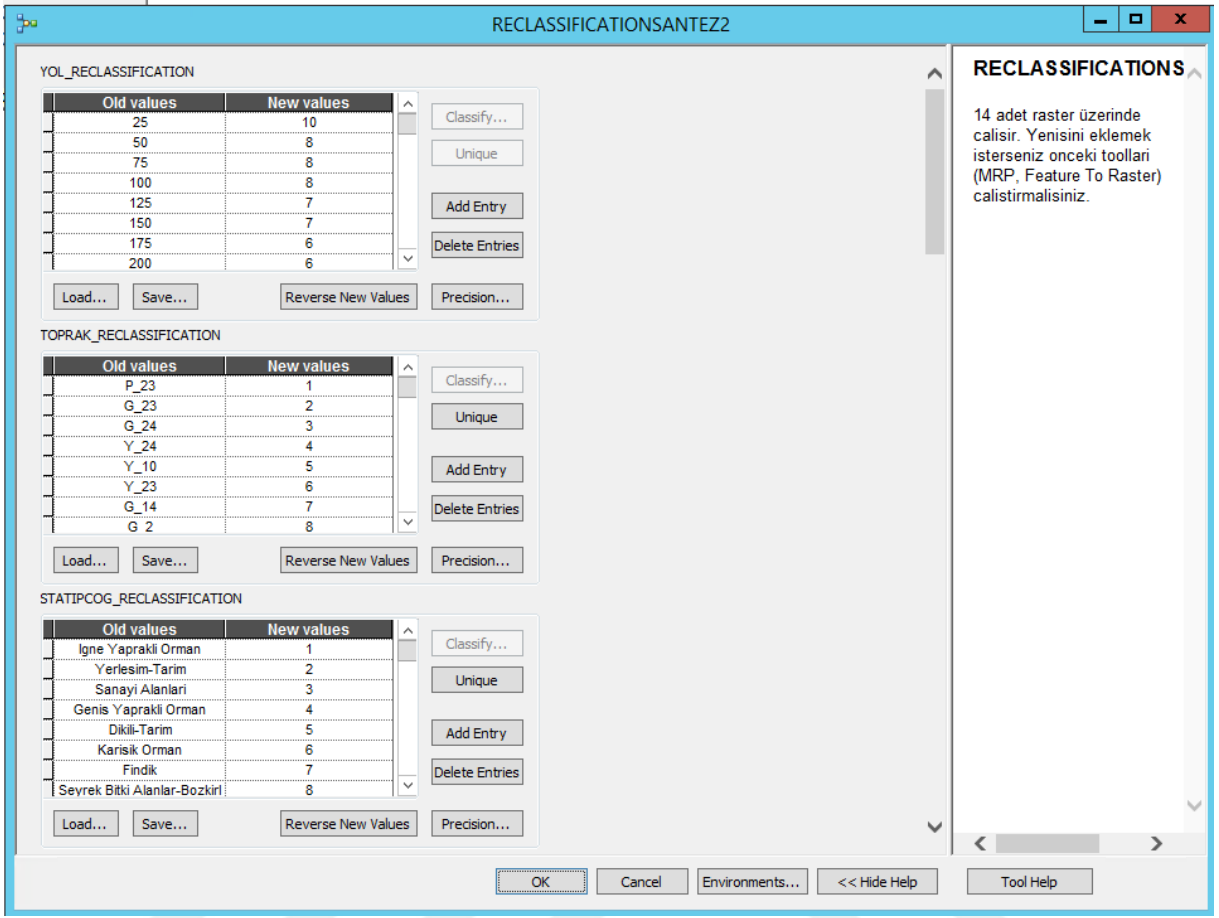 RECLASSIFICATIONSANTEZ2
YOL_RECLASSIFICATION
Old values New values
25 10
50 8
75 8
100 8
125 7
150 7
175 6
200 6
Classify...
Unique
Add Entry
Delete Entries
Load... Save... Reverse New Values Precision...
TOPRAK_RECLASSIFICATION
Old values New values
P_23 1
G_23 2
G_24 3
Y_24 4
Y_10 5
Y_23 6
G_14 7
G_2 8
Classify...
Unique
Add Entry
Delete Entries
Load... Save... Reverse New Values Precision...
STATIPCOG_RECLASSIFICATION
Old values New values
Igne Yaprakli Orman 1
Yerlesim-Tarim 2
Sanayi Alanlari 3
Genis Yaprakli Orman 4
Dikili-Tarim 5
Karisik Orman 6
Findik 7
Seyrek Bitki Alanlar-Bozkirl 8
Classify...
Unique
Add Entry
Delete Entries
Load... Save... Reverse New Values Precision...
RECLASSIFICATIONS
14 adet raster üzerinde
calisir. Yenisini eklemek
isterseniz onceki toollari
(MRP, Feature To Raster)
calistirmalisiniz.
OK Cancel Environments... << Hide Help Tool Help